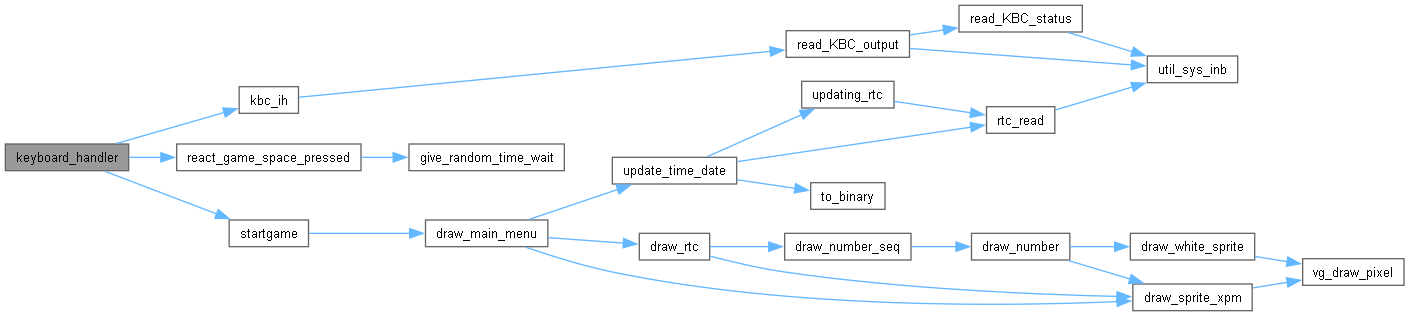 keyboard_handler
kbc_ih
react_game_space_pressed
startgame
give_random_time_wait
draw_main_menu
update_time_date
draw_rtc
read_KBC_output
updating_rtc
to_binary
draw_number_seq
read_KBC_status
rtc_read
draw_number
util_sys_inb
draw_white_sprite
draw_sprite_xpm
vg_draw_pixel